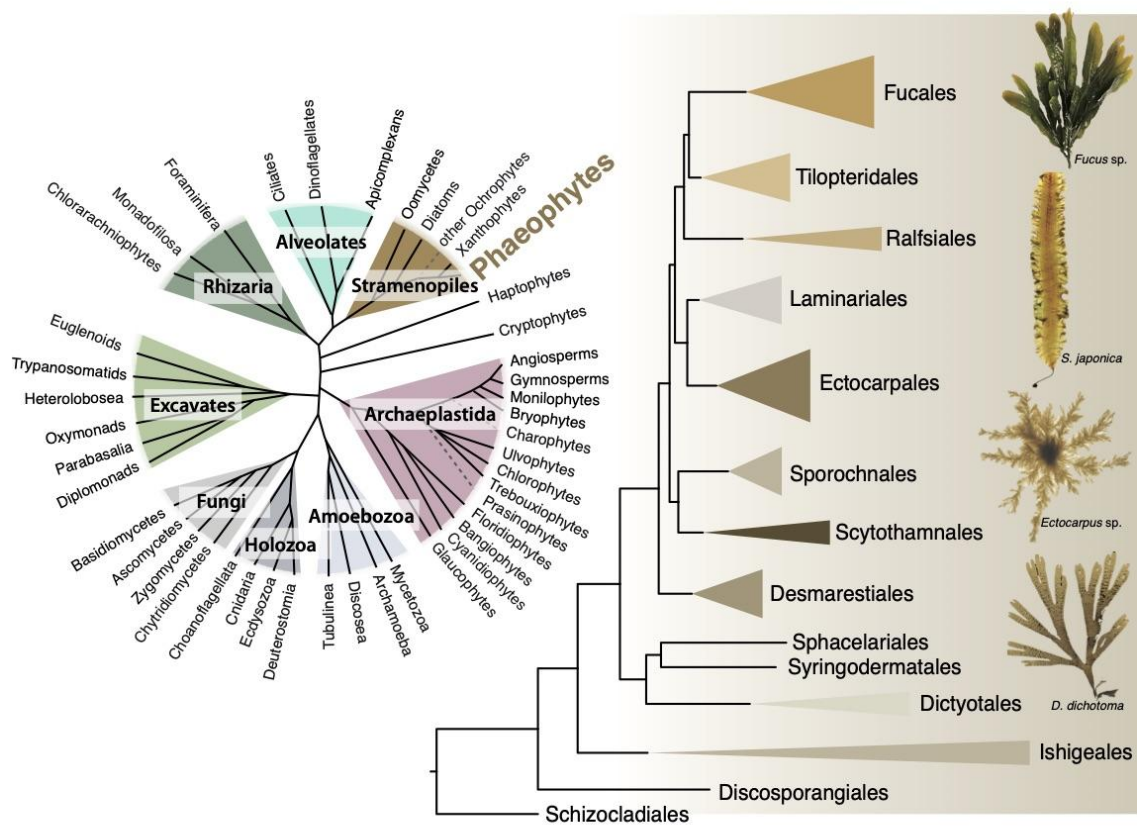 Chlorarachniophytes
Monadofilosa
Foraminifera
Rhizaria
Ciliates
Dinoflagellates
Apicomplexans
Alveolates
Oomycetes
Diatoms
other Ochrophytes
Xanthophytes
Phaeophytes
Stramenopiles
Haptophytes
Cryptophytes
Euglenoids
Trypanosomatids
Heterolobosea
Oxymonads
Parabasalia
Diplomonads
Excavates
Angiosperms
Gymnosperms
Monilophytes
Bryophytes
Charophytes
Ulvophytes
Chlorophytes
Trebouxiophytes
Prasinophytes
Floridiophytes
Bangiophytes
Cyanidiophytes
Glaucophytes
Archaeplastida
Fungi
Basidiomycetes
Ascomycetes
Zygomycetes
Chytridiomycetes
Holozoa
Choanoflagellata
Cnidaria
Ecdysozoa
Deuterostomia
Amoebozoa
Tubulinea
Discosea
Archamoeba
Mycetozoa
Fucales
Tilopteridales
Ralfsiales
Laminariales
Ectocarpales
Sporochnales
Scytothamnales
Desmarestiales
Sphacelariales
Syringodermatales
Dictyotales
Ishigeales
Discosporangiales
Schizocladiales
Fucus sp.
S. japonica
Ectocarpus sp.
D. dichotoma